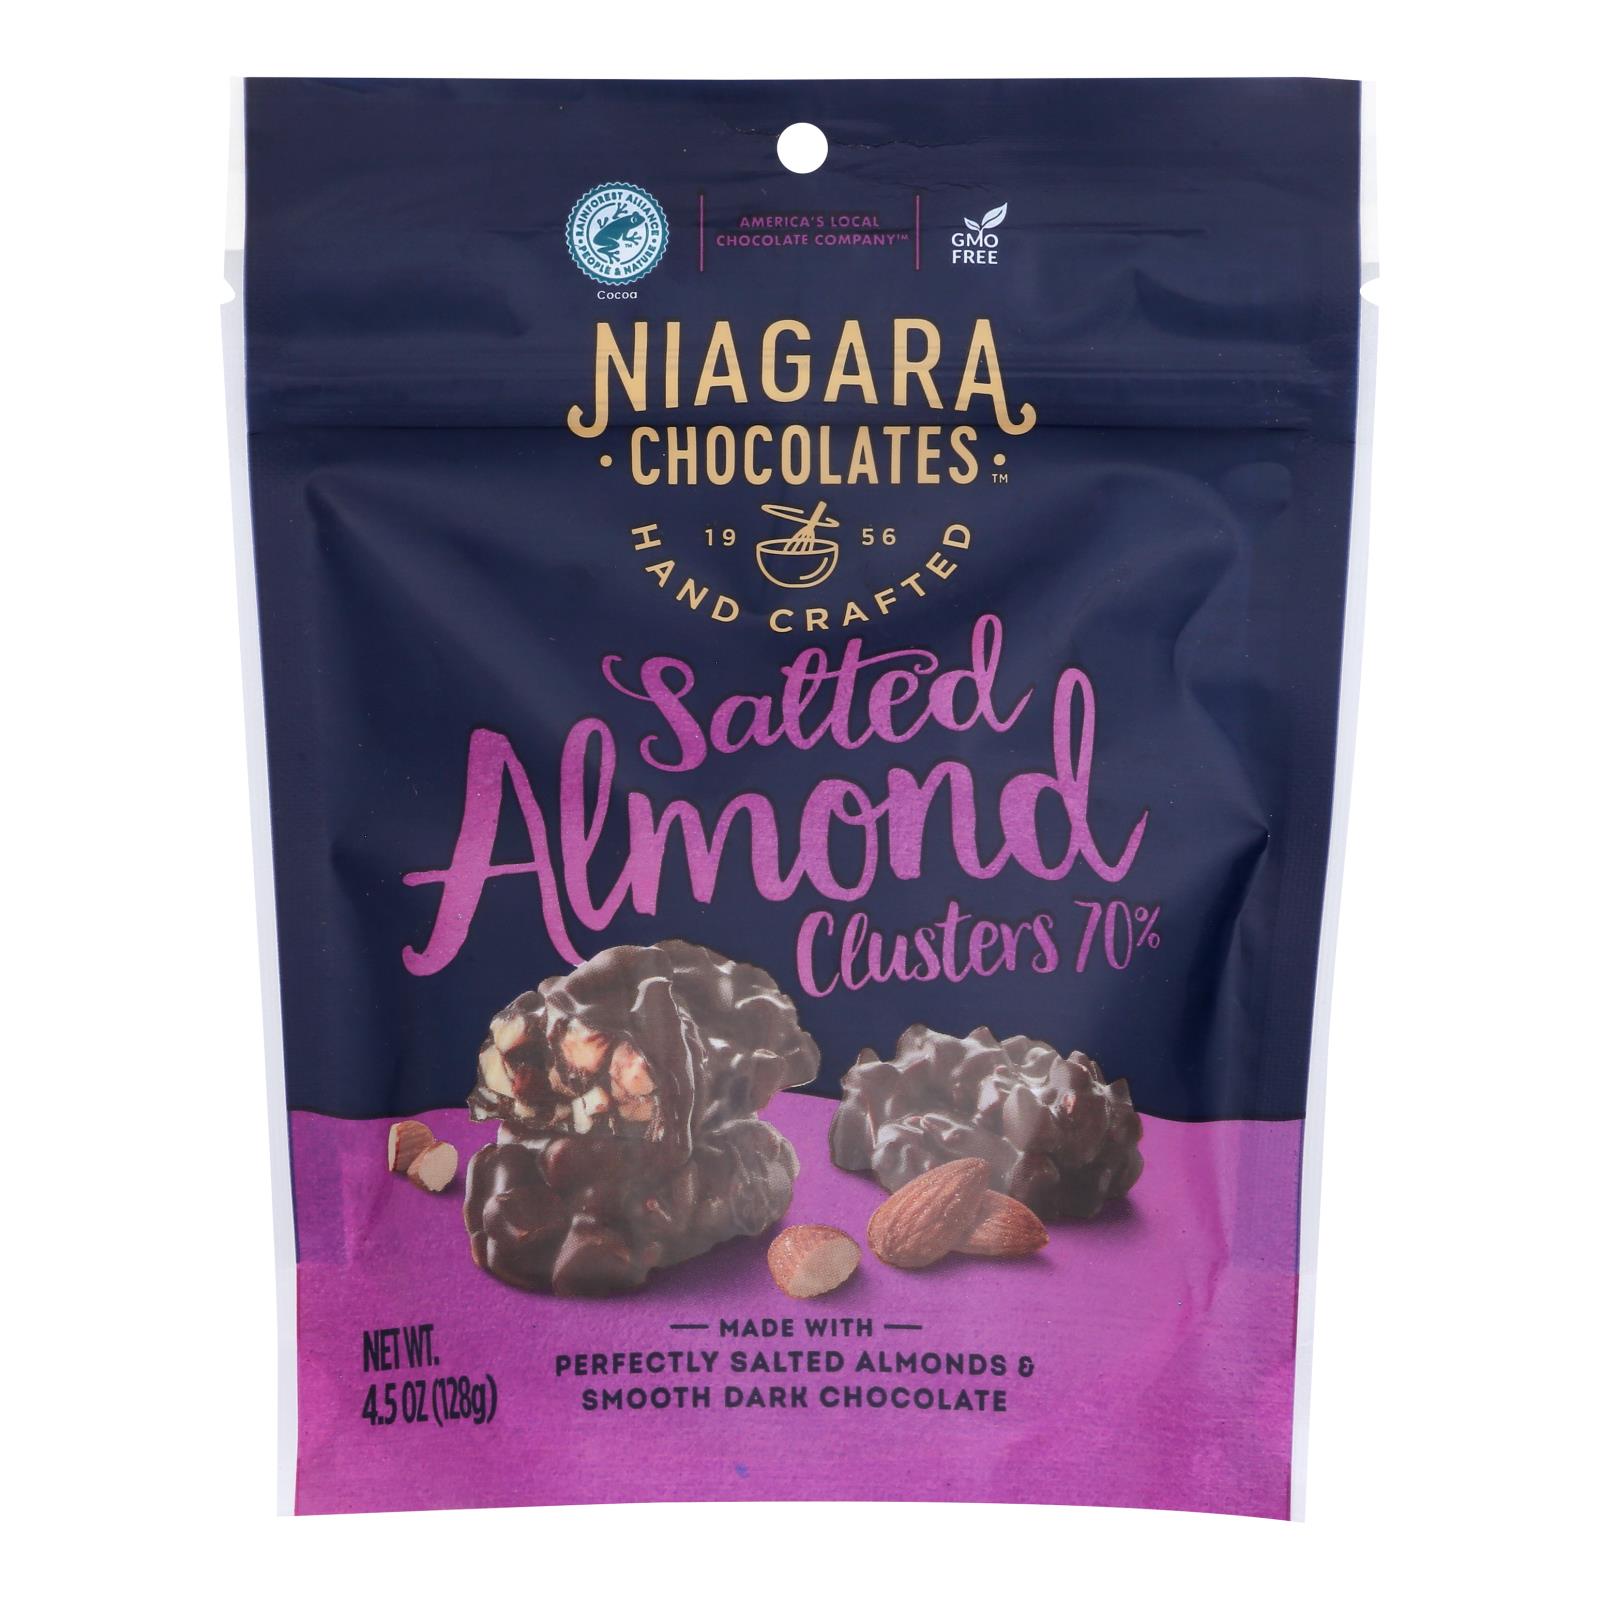 RAINFOREST ALLIANCE
PEOPLE & NATURE
TM
Cocoa
AMERICA'S LOCAL
CHOCOLATE COMPANY™
GMO
FREE
NIAGARA
• CHOCOLATES •™
19 56
HAND CRAFTED
Salted
Almond
Clusters 70%
MADE WITH
PERFECTLY SALTED ALMONDS &
SMOOTH DARK CHOCOLATE
NET WT.
4.5 OZ (128g)